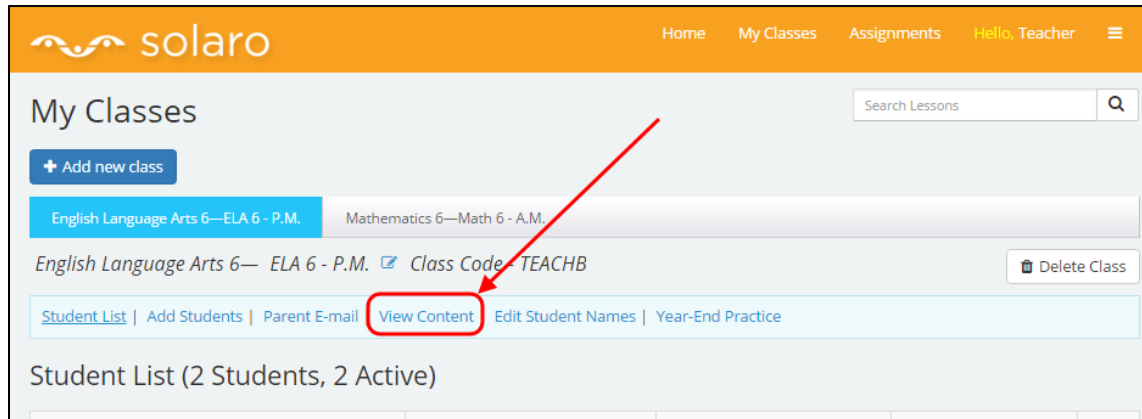 solaro Home My Classes Assignments Hello, Teacher
My Classes Search Lessons
Add new class
English Language Arts 6—ELA 6 - P.M. Mathematics 6—Math 6 - A.M.
English Language Arts 6— ELA 6 - P.M. Class Code - TEACHB Delete Class
Student List | Add Students | Parent E-mail View Content Edit Student Names | Year-End Practice
Student List (2 Students, 2 Active)